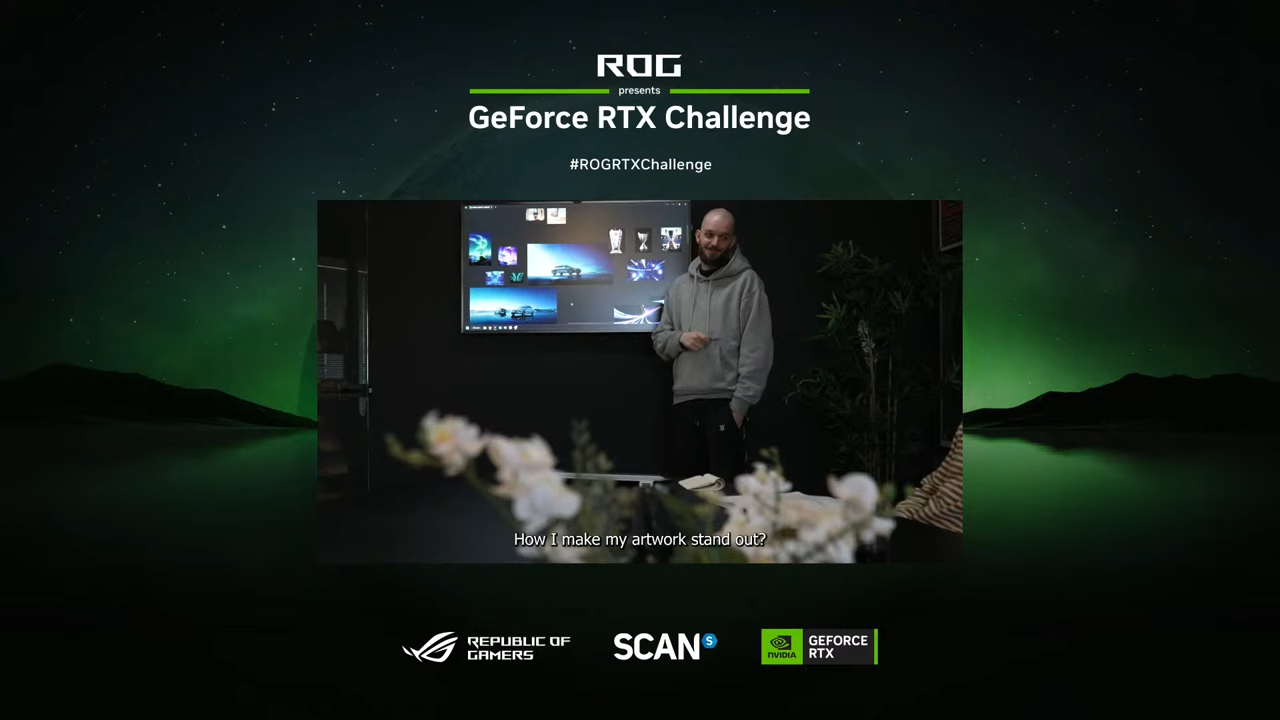 ROG
presents
GeForce RTX Challenge
#ROGRTXChallenge
How I make my artwork stand out?
REPUBLIC OF
GAMERS
SCAN S
NVIDIA
GEFORCE
RTX